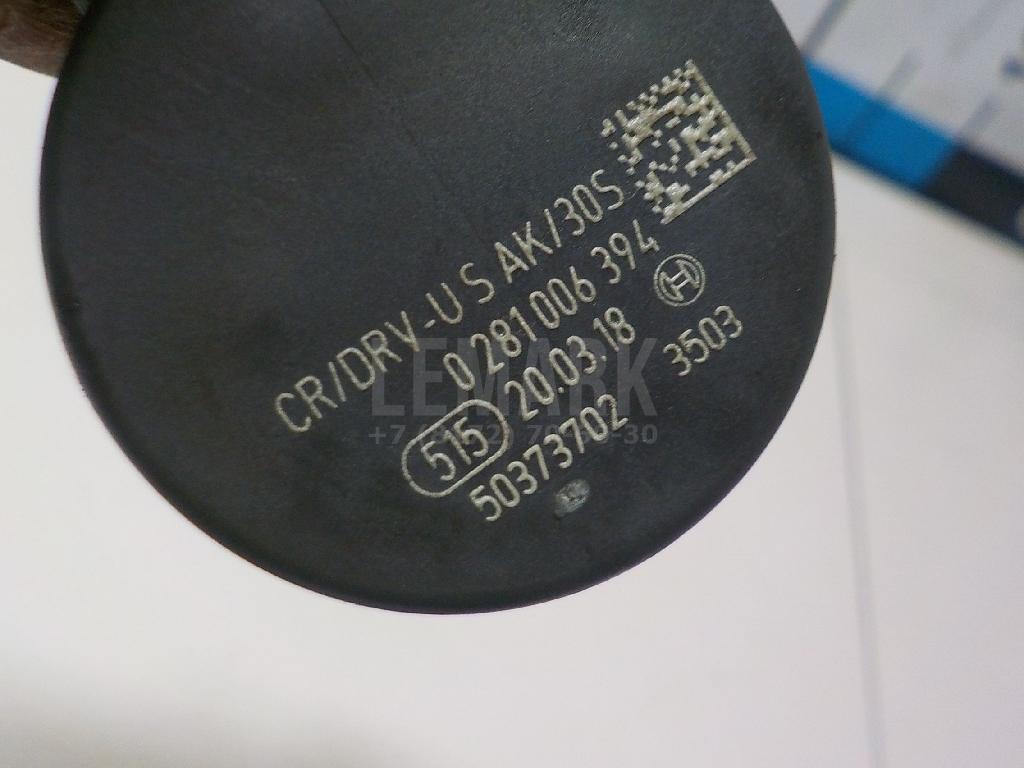 CR/DRV-U S AK/30S
0 281 006 394
515 20.03.18
3503
50373702
LEMARK